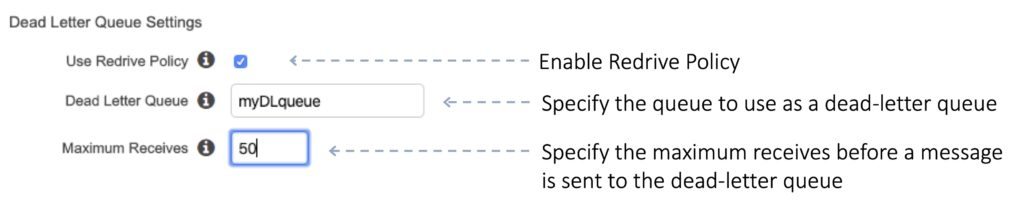 Dead Letter Queue Settings
Use Redrive Policy
Enable Redrive Policy
Dead Letter Queue
myDLqueue
Specify the queue to use as a dead-letter queue
Maximum Receives
50
Specify the maximum receives before a message
is sent to the dead-letter queue